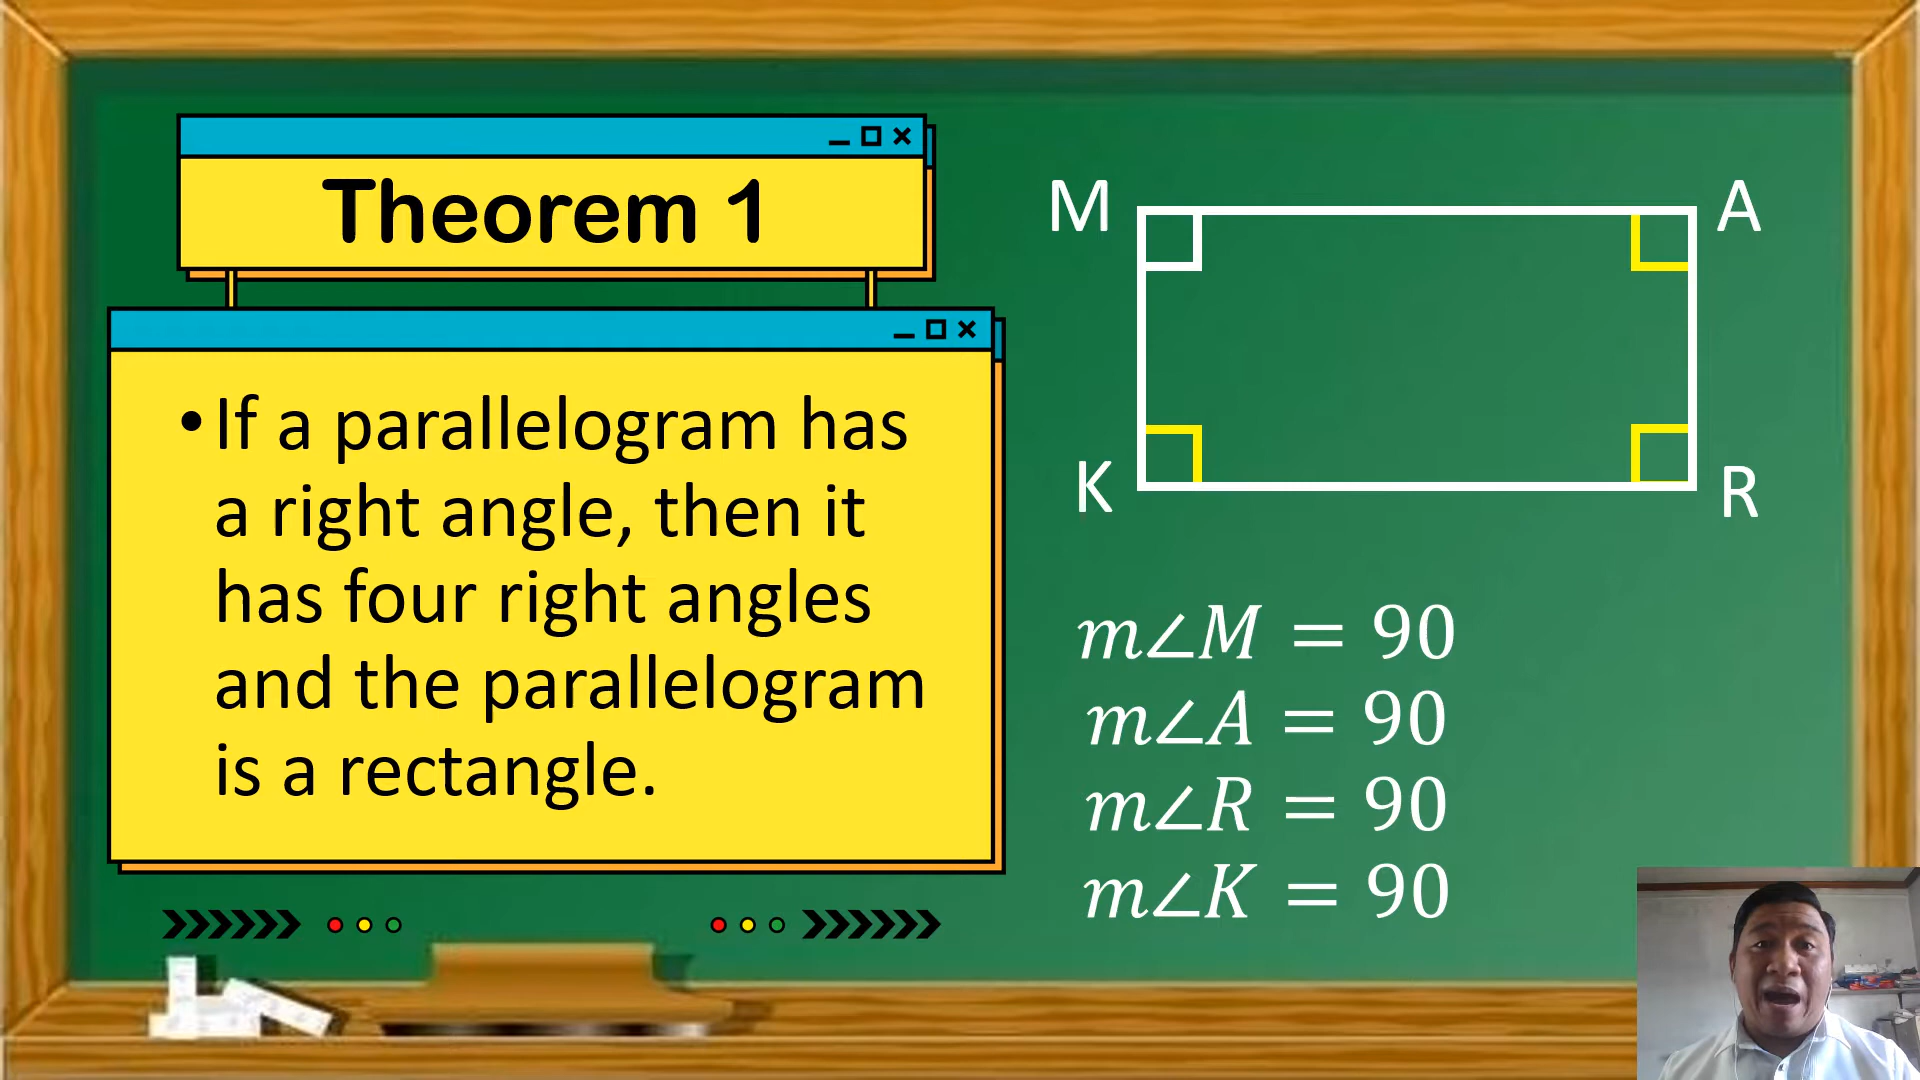 Theorem 1
•If a parallelogram has
a right angle, then it
has four right angles
and the parallelogram
is a rectangle.
M
A
K
R
m∠M = 90
m∠A = 90
m∠R = 90
m∠K = 90